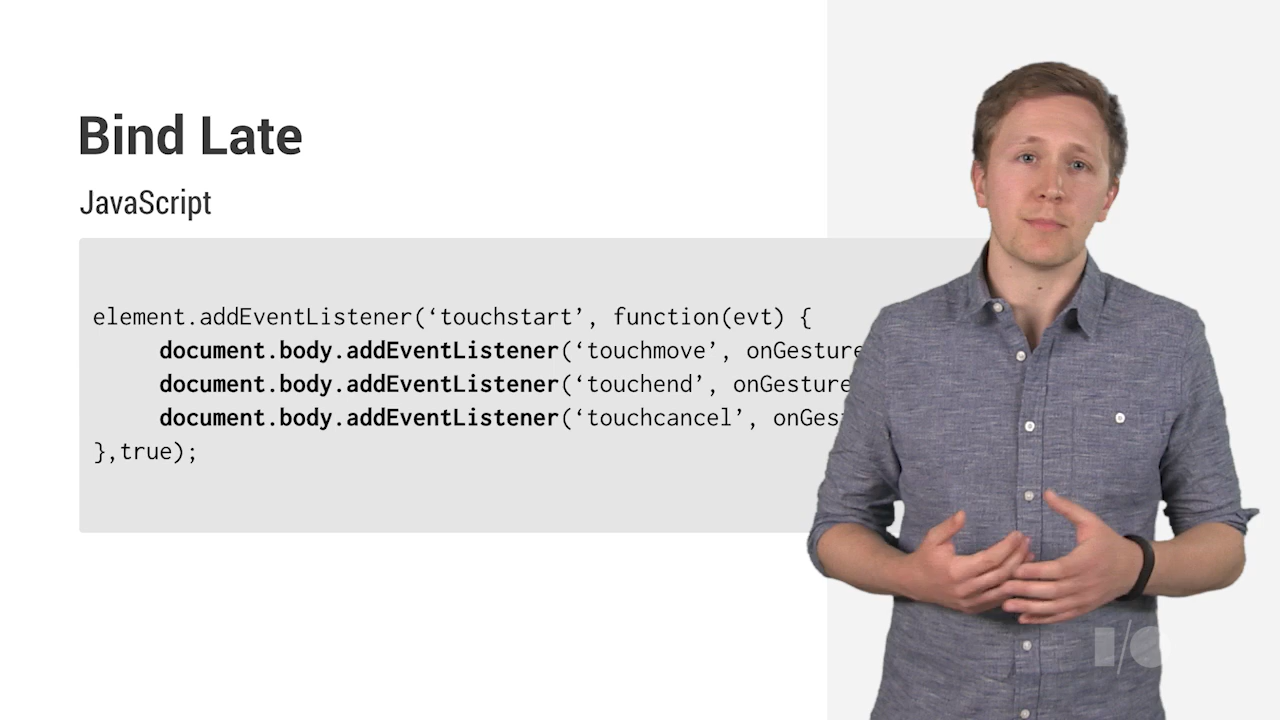 Bind Late
JavaScript
element.addEventListener(‘touchstart’, function(evt) {
document.body.addEventListener(‘touchmove’, onGesture
document.body.addEventListener(‘touchend’, onGesture
document.body.addEventListener(‘touchcancel’, onGes
},true);
I/O